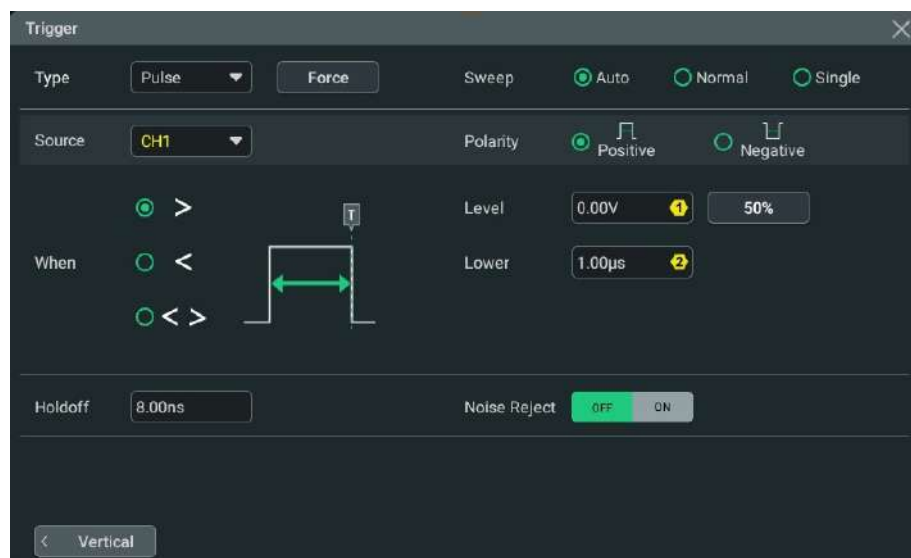 Trigger
Type Pulse Force Sweep Auto Normal Single
Source CH1 Polarity Positive Negative
>
T
Level 0.00V 1 50%
When <
Lower 1.00µs 2
< >
Holdoff 8.00ns Noise Reject OFF ON
< Vertical